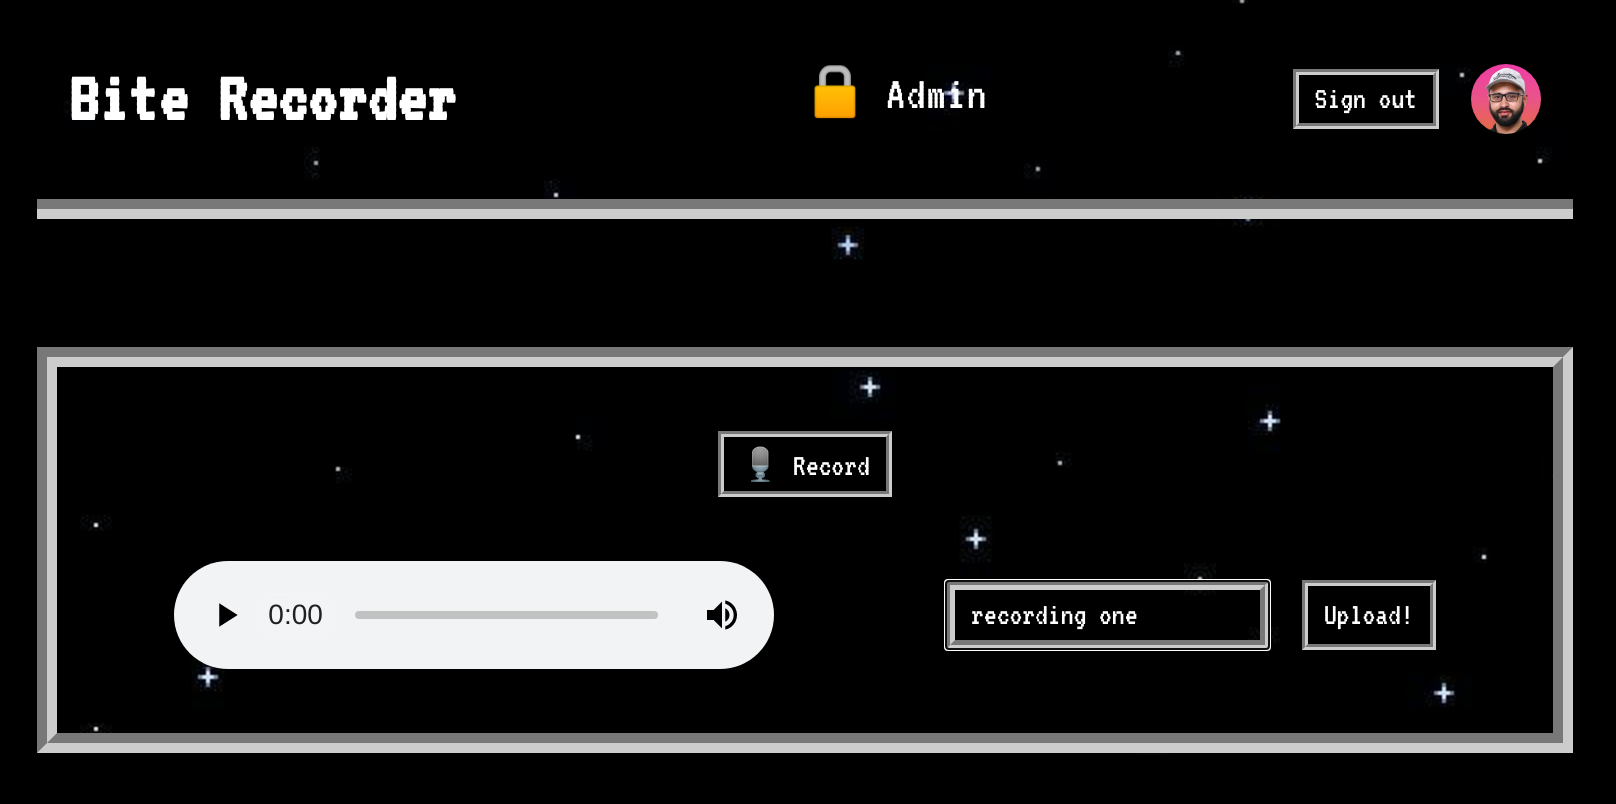 Bite Recorder
Admin
Sign out
Record
0:00
recording one
Upload!